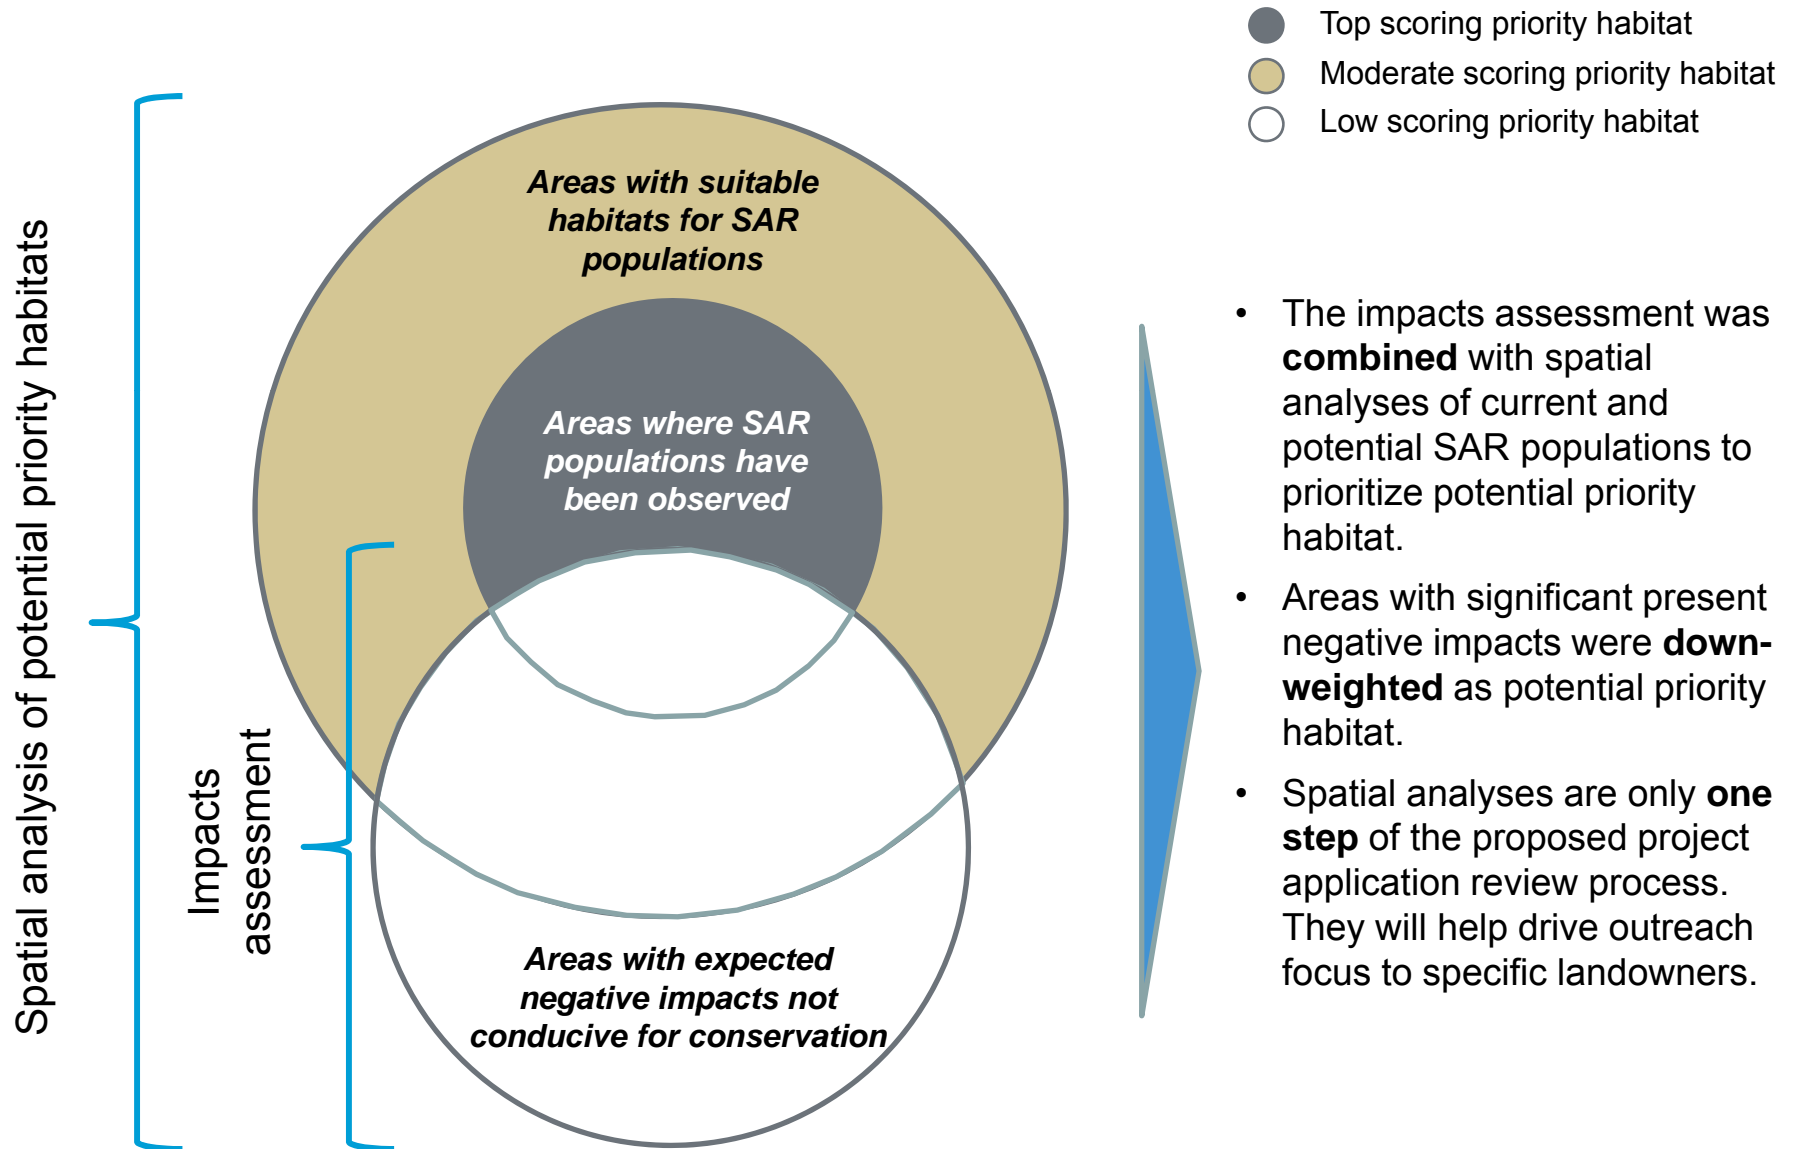 Top scoring priority habitat
Moderate scoring priority habitat
Low scoring priority habitat
Spatial analysis of potential priority habitats
Impacts
assessment
Areas with suitable
habitats for SAR
populations
Areas where SAR
populations have
been observed
Areas with expected
negative impacts not
conducive for conservation
• The impacts assessment was
combined with spatial
analyses of current and
potential SAR populations to
prioritize potential priority
habitat.
• Areas with significant present
negative impacts were down-
weighted as potential priority
habitat.
• Spatial analyses are only one
step of the proposed project
application review process.
They will help drive outreach
focus to specific landowners.